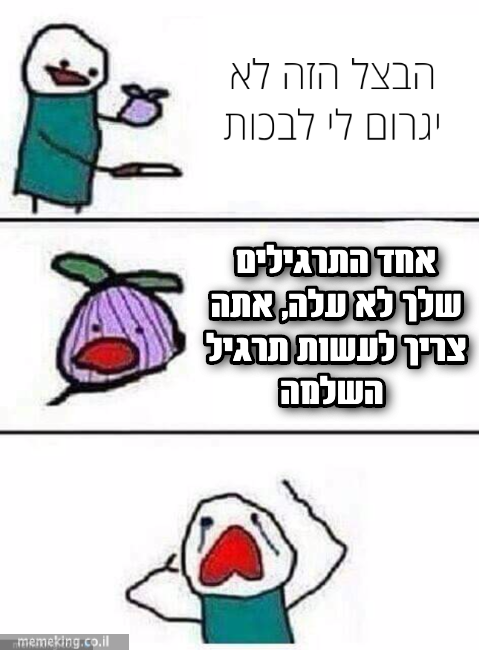 הבצל הזה לא
יגרום לי לבכות
אחד התרגילים
שלך לא עלה, אתה
צריך לעשות תרגיל
השלמה
memeking.co.il